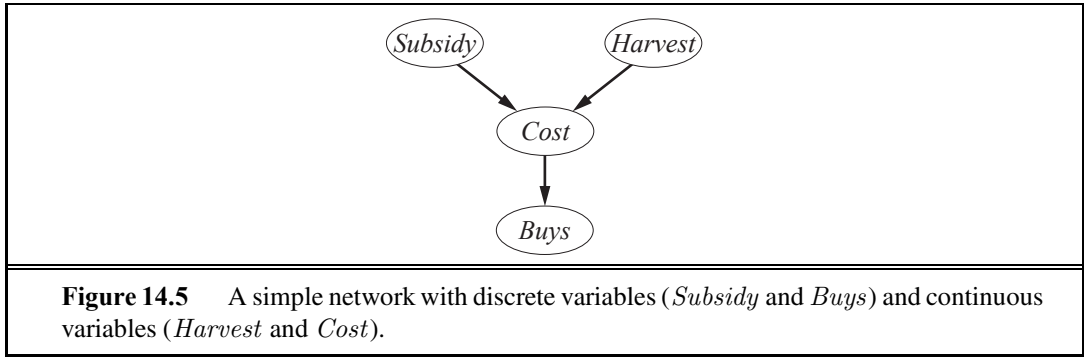 Subsidy Harvest
Cost
Buys
Figure 14.5 A simple network with discrete variables (Subsidy and Buys) and continuous
variables (Harvest and Cost).